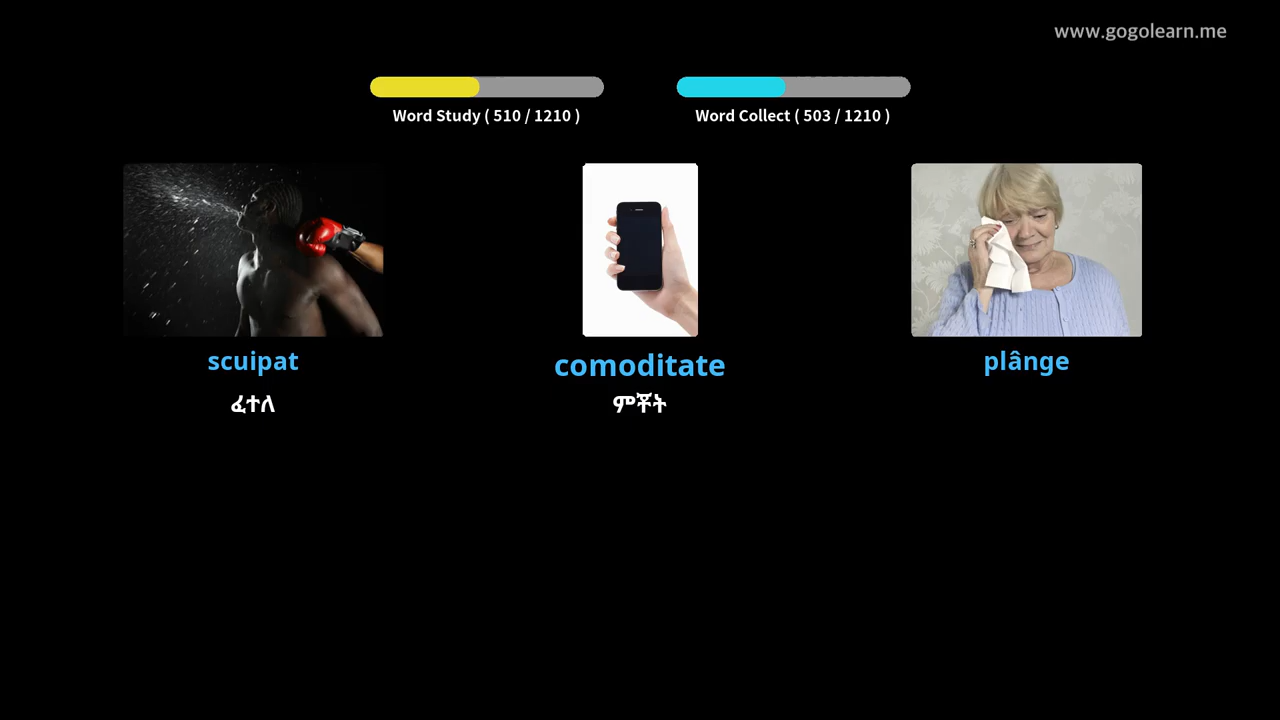 www.gogolearn.me
Word Study ( 510 / 1210 )
Word Collect ( 503 / 1210 )
scuipat
comoditate
plânge
ፈተለ
ምቾት